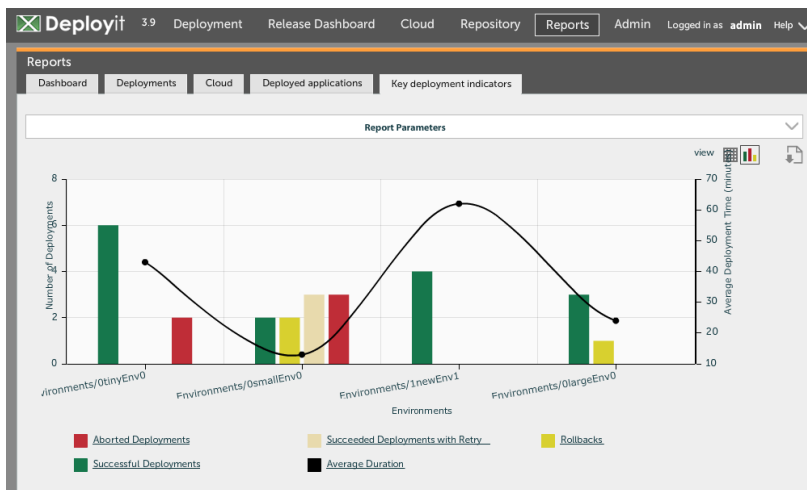 Deployit 3.9 Deployment Release Dashboard Cloud Repository Reports Admin Logged in as admin Help
Reports
Dashboard Deployments Cloud Deployed applications Key deployment indicators
Report Parameters
view
8
6
4
2
0
Number of Deployments
70
60
50
40
30
20
10
Average Deployment Time (minut
vironments/0tinyEnv0
Environments/0smallEnv0
Environments/1newEnv1
Environments/0largeEnv0
Environments
Aborted Deployments Succeeded Deployments with Retry Rollbacks
Successful Deployments Average Duration